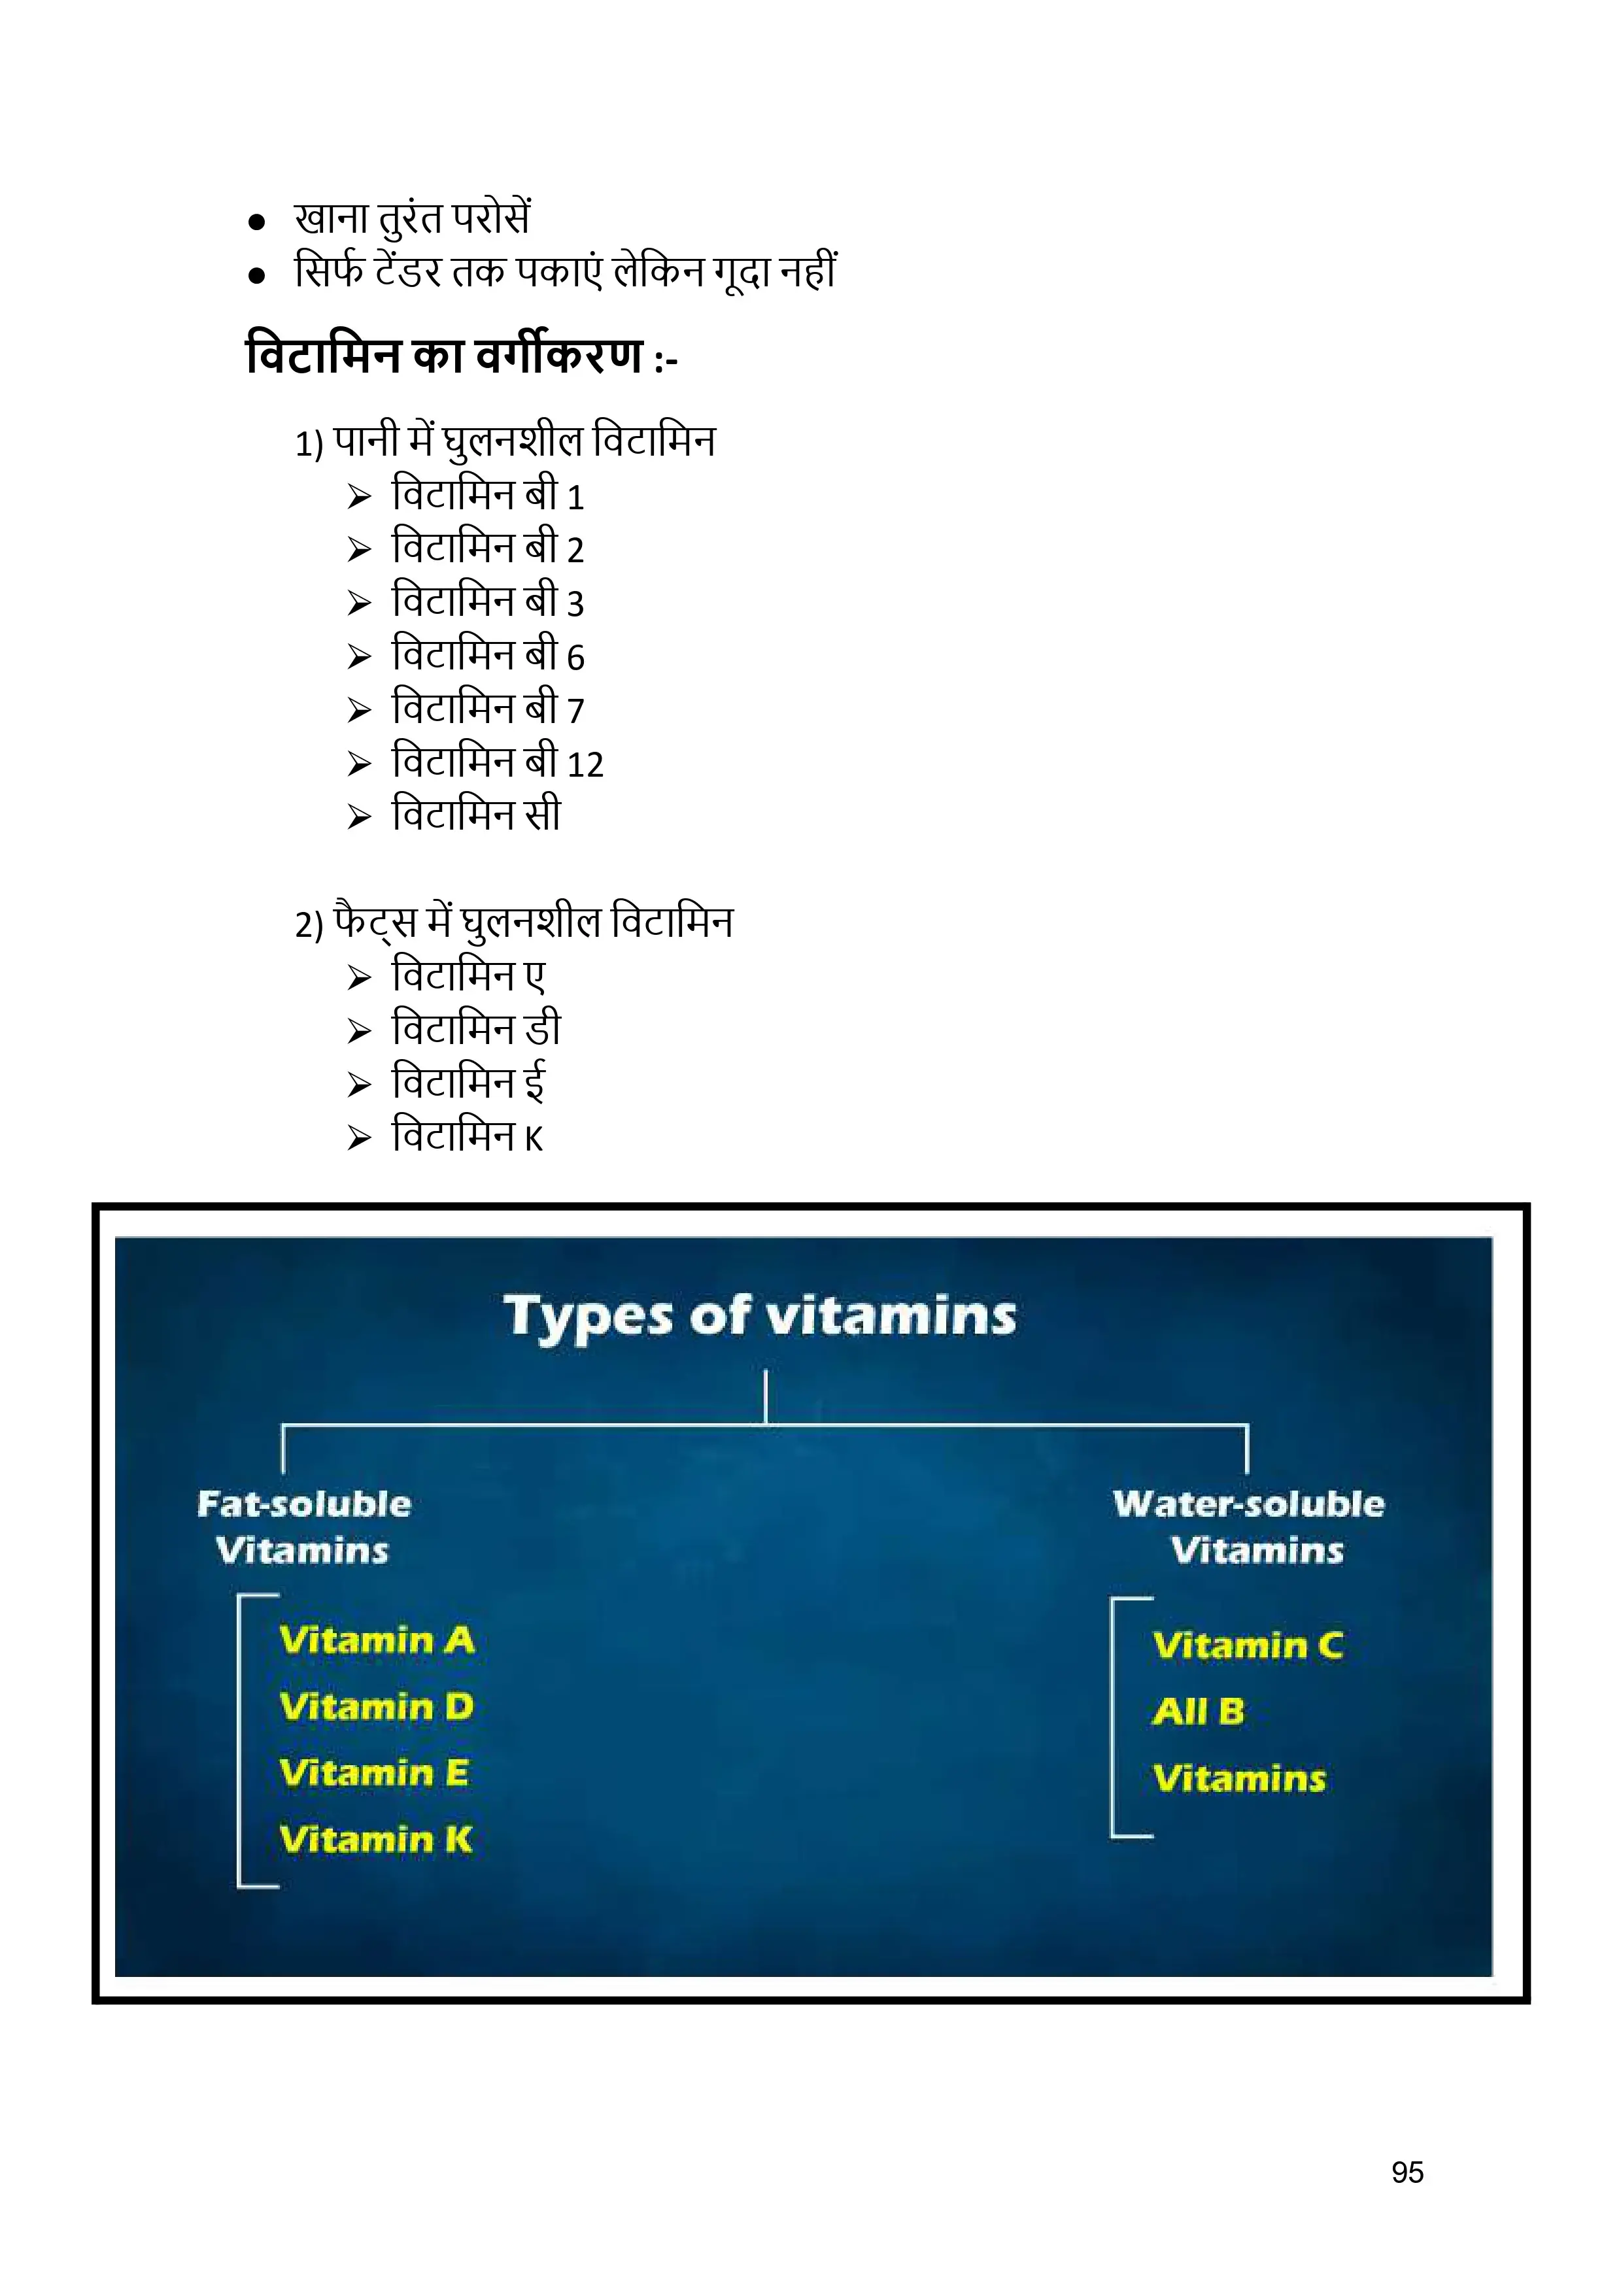 ● खाना तुरंत परोसें
● सिर्फ टेंडर तक पकाएं लेकिन गूदा नहीं
विटामिन का वर्गीकरण :-
1) पानी में घुलनशील विटामिन
➢ विटामिन बी 1
➢ विटामिन बी 2
➢ विटामिन बी 3
➢ विटामिन बी 6
➢ विटामिन बी 7
➢ विटामिन बी 12
➢ विटामिन सी
2) फैट्स में घुलनशील विटामिन
➢ विटामिन ए
➢ विटामिन डी
➢ विटामिन ई
➢ विटामिन K
Types of vitamins
Fat-soluble
Vitamins
Vitamin A
Vitamin D
Vitamin E
Vitamin K
Water-soluble
Vitamins
Vitamin C
All B
Vitamins
95